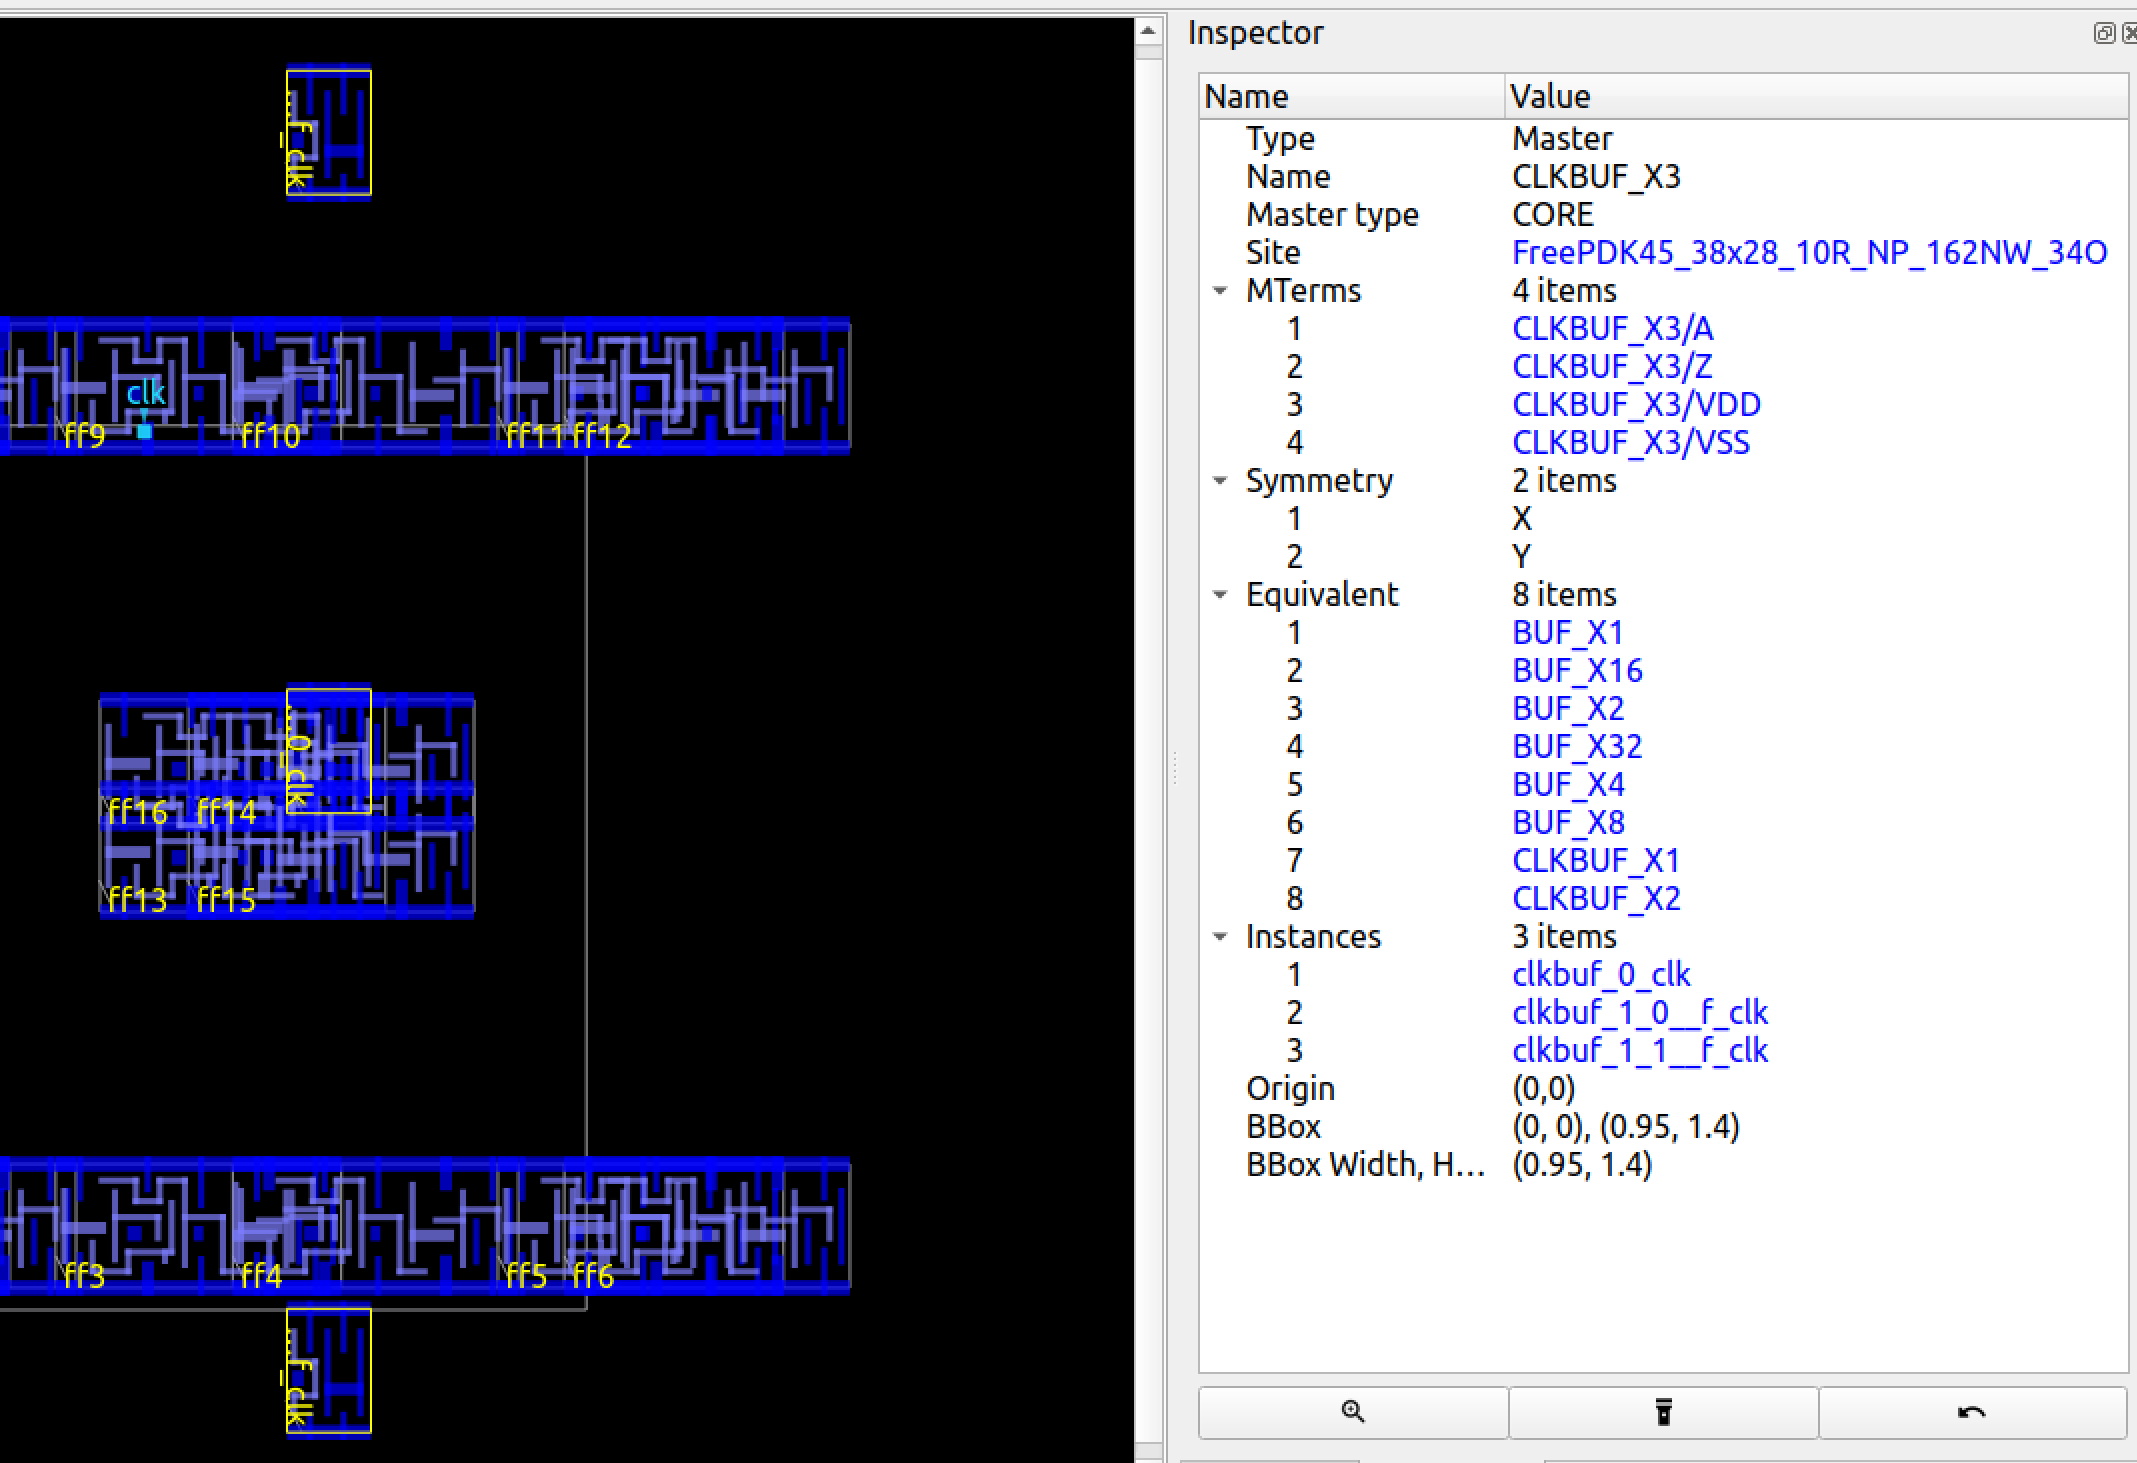 Inspector
Name Value
Type Master
Name CLKBUF_X3
Master type CORE
Site FreePDK45_38x28_10R_NP_162NW_34O
MTerms 4 items
1 CLKBUF_X3/A
2 CLKBUF_X3/Z
3 CLKBUF_X3/VDD
4 CLKBUF_X3/VSS
Symmetry 2 items
1 X
2 Y
Equivalent 8 items
1 BUF_X1
2 BUF_X16
3 BUF_X2
4 BUF_X32
5 BUF_X4
6 BUF_X8
7 CLKBUF_X1
8 CLKBUF_X2
Instances 3 items
1 clkbuf_0_clk
2 clkbuf_1_0__f_clk
3 clkbuf_1_1__f_clk
Origin (0,0)
BBox (0, 0), (0.95, 1.4)
BBox Width, H... (0.95, 1.4)
...f_clk
clk
ff9 ff10 ff11 ff12
..._0_clk
ff16 ff14
ff13 ff15
ff3 ff4 ff5 ff6
...f_clk